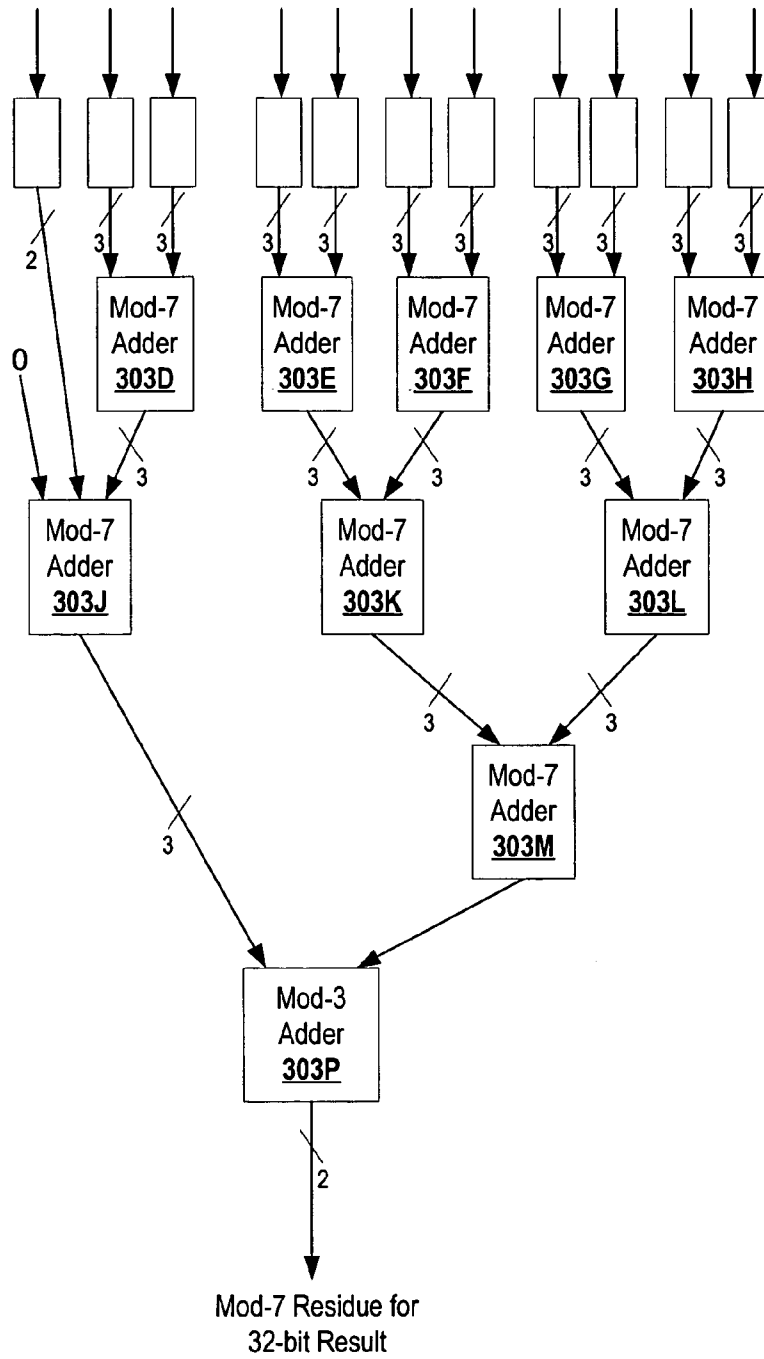 2
3
3
3
3
3
3
3
3
3
3
0
Mod-7
Adder
303D
Mod-7
Adder
303E
Mod-7
Adder
303F
Mod-7
Adder
303G
Mod-7
Adder
303H
3
3
3
3
3
Mod-7
Adder
303J
Mod-7
Adder
303K
Mod-7
Adder
303L
3
3
3
Mod-7
Adder
303M
Mod-3
Adder
303P
2
Mod-7 Residue for
32-bit Result